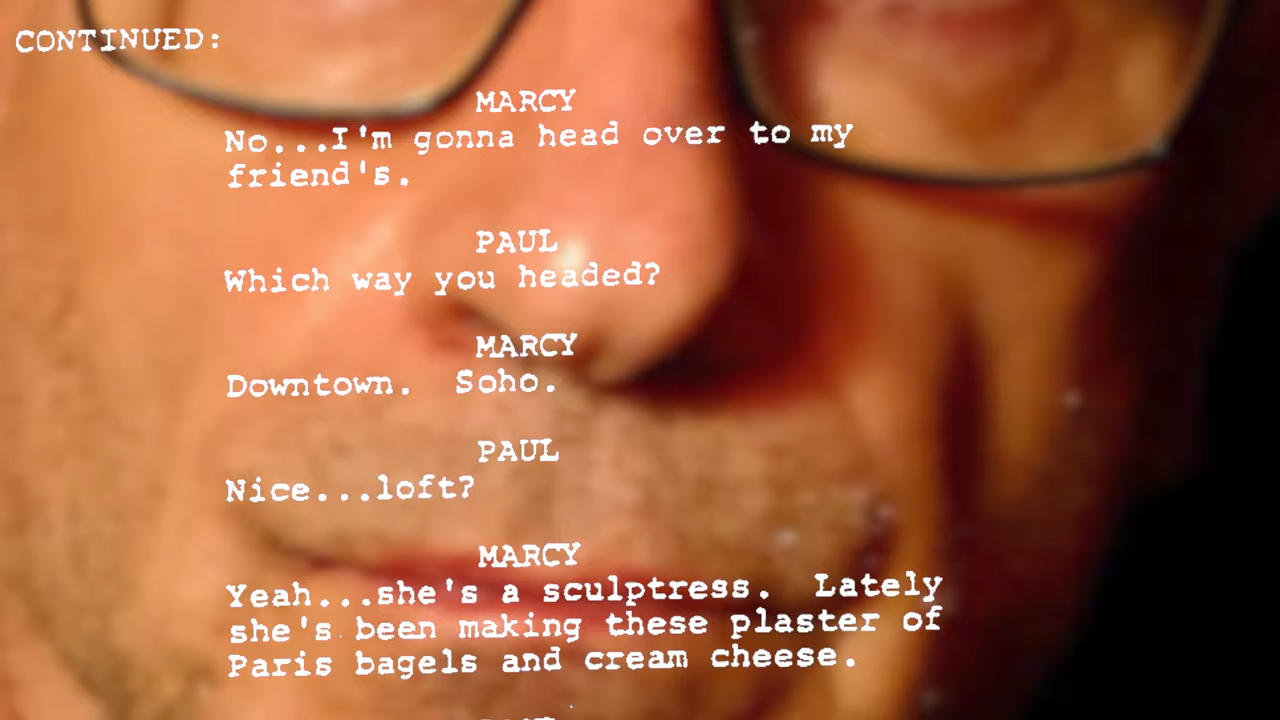 CONTINUED:
MARCY
No...I'm gonna head over to my
friend's.
PAUL
Which way you headed?
MARCY
Downtown.  Soho.
PAUL
Nice...loft?
MARCY
Yeah...she's a sculptress.  Lately
she's been making these plaster of
Paris bagels and cream cheese.